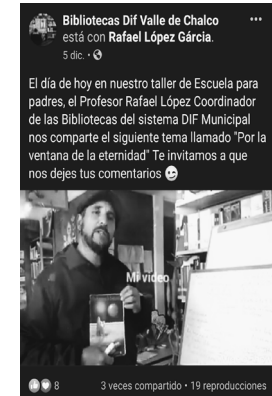 Bibliotecas Dif Valle de Chalco
está con Rafael López Gárcia.
5 dic.
El día de hoy en nuestro taller de Escuela para
padres, el Profesor Rafael López Coordinador
de las Bibliotecas del sistema DIF Municipal
nos comparte el siguiente tema llamado "Por la
ventana de la eternidad" Te invitamos a que
nos dejes tus comentarios 😉
Mi video
8
3 veces compartido • 19 reproducciones